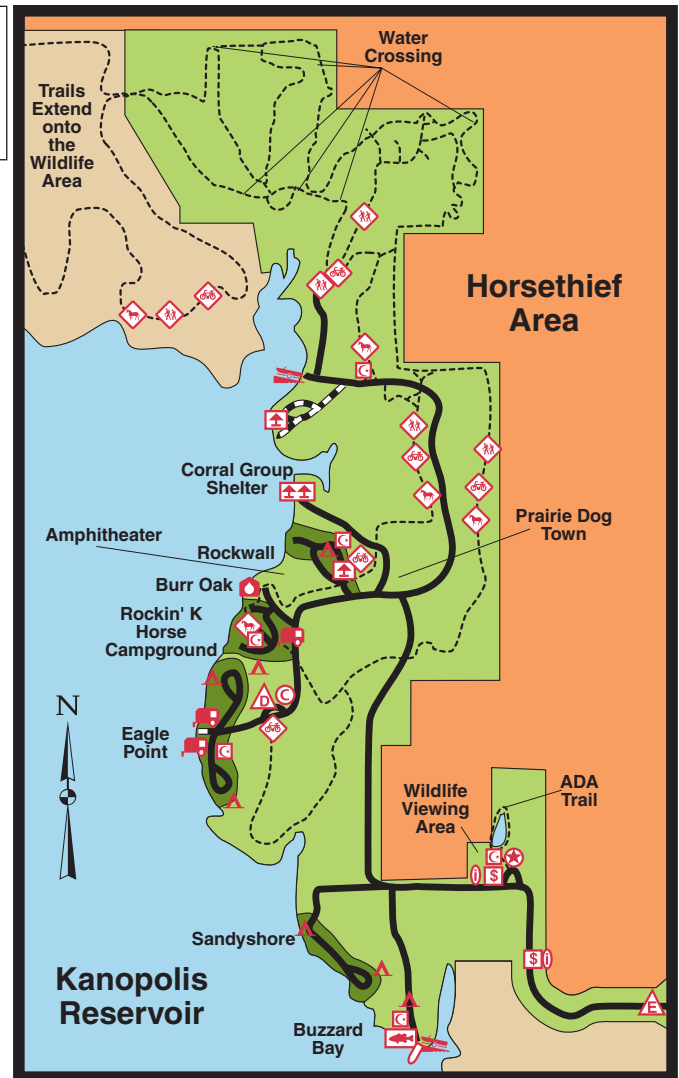 Water
Crossing
Trails
Extend
onto
the
Wildlife
Area
Horsethief
Area
Corral Group
Shelter
Amphitheater
Rockwall
Prairie Dog
Town
Burr Oak
Rockin' K
Horse
Campground
D
C
N
Eagle
Point
Wildlife
Viewing
Area
ADA
Trail
i
$
Sandyshore
$
i
E
Kanopolis
Reservoir
Buzzard
Bay